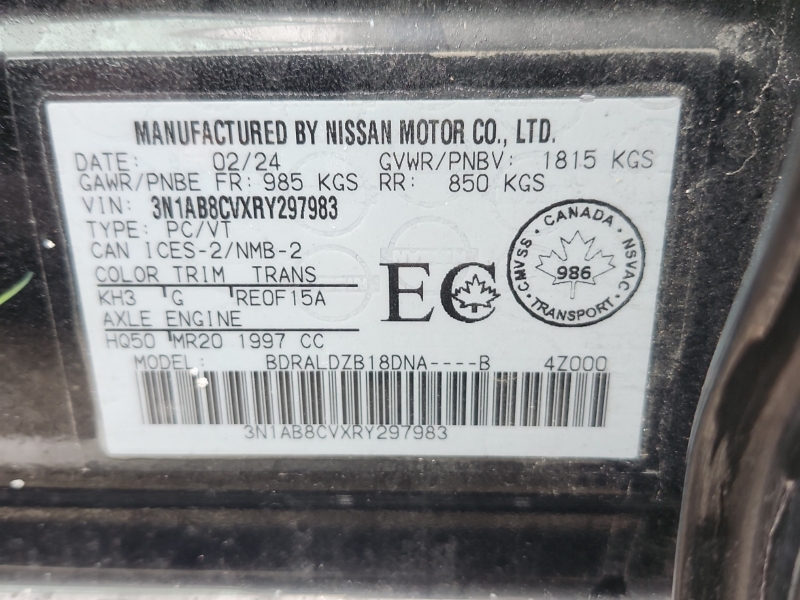 MANUFACTURED BY NISSAN MOTOR CO., LTD.
DATE: 02/24 GVWR/PNBV: 1815 KGS
GAWR/PNBE FR: 985 KGS RR: 850 KGS
VIN: 3N1AB8CVXRY297983
TYPE: PC/VT
CAN ICES-2/NMB-2
COLOR TRIM TRANS
KH3 G RE0F15A
AXLE ENGINE
HQ50 MR20 1997 CC
EC
CANADA
CMVSS
986
NSVAC
TRANSPORT
MODEL: BDRALDZB18DNA----B 4Z000
3N1AB8CVXRY297983